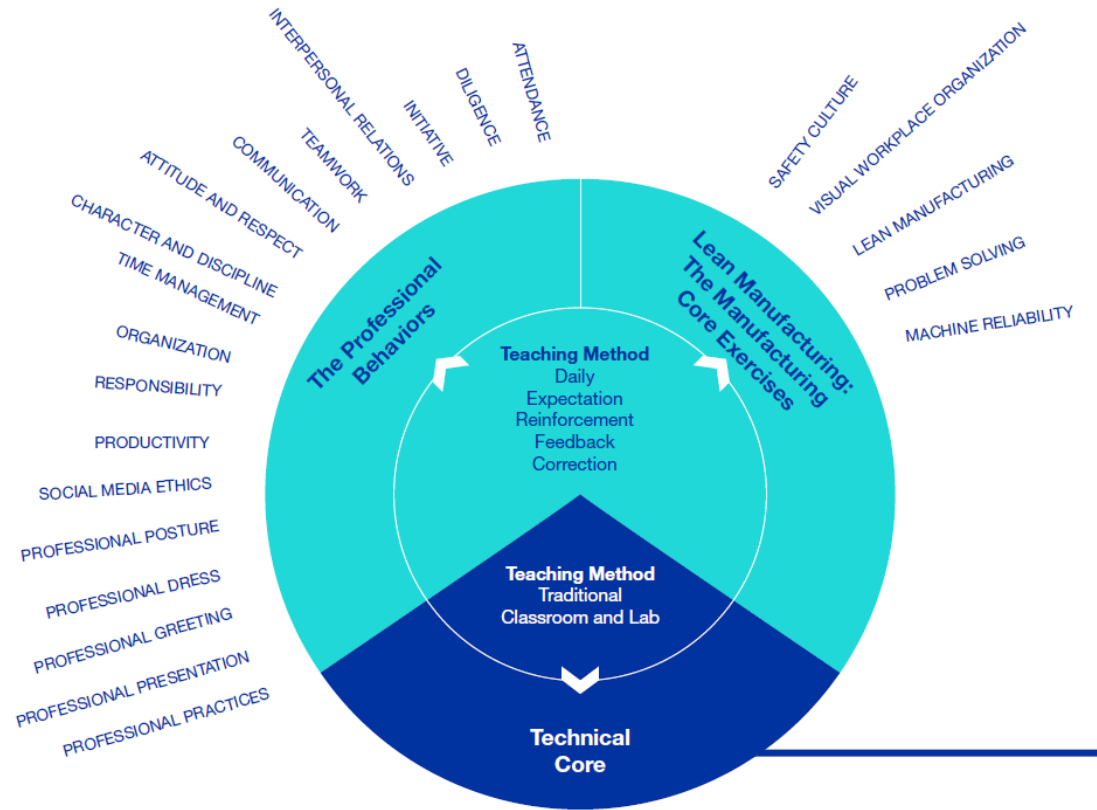 ATTENDANCE
DILIGENCE
INITIATIVE
INTERPERSONAL RELATIONS
TEAMWORK
COMMUNICATION
ATTITUDE AND RESPECT
CHARACTER AND DISCIPLINE
TIME MANAGEMENT
ORGANIZATION
RESPONSIBILITY
PRODUCTIVITY
SOCIAL MEDIA ETHICS
PROFESSIONAL POSTURE
PROFESSIONAL DRESS
PROFESSIONAL GREETING
PROFESSIONAL PRESENTATION
PROFESSIONAL PRACTICES
The Professional
Behaviors
SAFETY CULTURE
VISUAL WORKPLACE ORGANIZATION
LEAN MANUFACTURING
PROBLEM SOLVING
MACHINE RELIABILITY
Lean Manufacturing:
The Manufacturing
Core Exercises
Teaching Method
Daily
Expectation
Reinforcement
Feedback
Correction
Teaching Method
Traditional
Classroom and Lab
Technical
Core